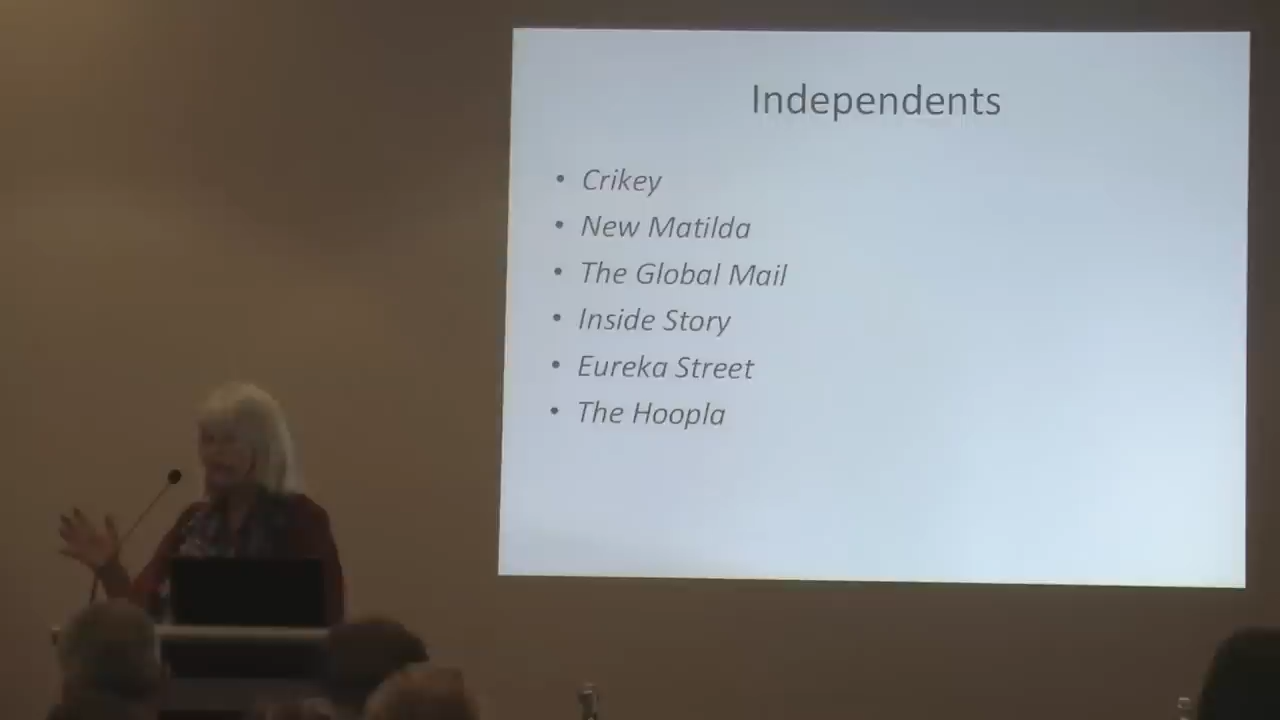 Independents
• Crikey
• New Matilda
• The Global Mail
• Inside Story
• Eureka Street
• The Hoopla